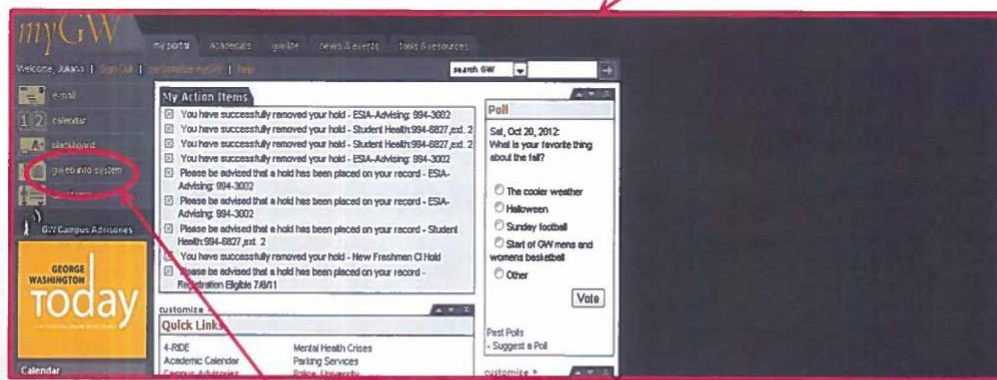 myGW
my portal academics gwlife news & events tools & resources
Welcome, Juliana | Sign Out | personalize myGW | help
search GW
e-mail
12 calendar
A+ blackboard
gweb info system
GW Campus Advisories
GEORGE
WASHINGTON
Today
Calendar
My Action Items
You have successfully removed your hold - ESIA-Advising: 994-3002
You have successfully removed your hold - Student Health:994-6827,ext. 2
You have successfully removed your hold - Student Health:994-6827,ext. 2
You have successfully removed your hold - ESIA-Advising: 994-3002
Please be advised that a hold has been placed on your record - ESIA-
Advising: 994-3002
Please be advised that a hold has been placed on your record - ESIA-
Advising: 994-3002
Please be advised that a hold has been placed on your record - Student
Health:994-6827,ext. 2
You have successfully removed your hold - New Freshmen CI Hold
Please be advised that a hold has been placed on your record -
Registration Eligible 7/8/11
customize
Quick Links
4-RIDE
Academic Calendar
Campus Advisories
Mental Health Crises
Parking Services
Police, University
Poll
Sat, Oct 20, 2012:
What is your favorite thing
about the fall?
The cooler weather
Halloween
Sunday football
Start of GW mens and
womens basketball
Other
Vote
Past Polls
- Suggest a Poll
customize